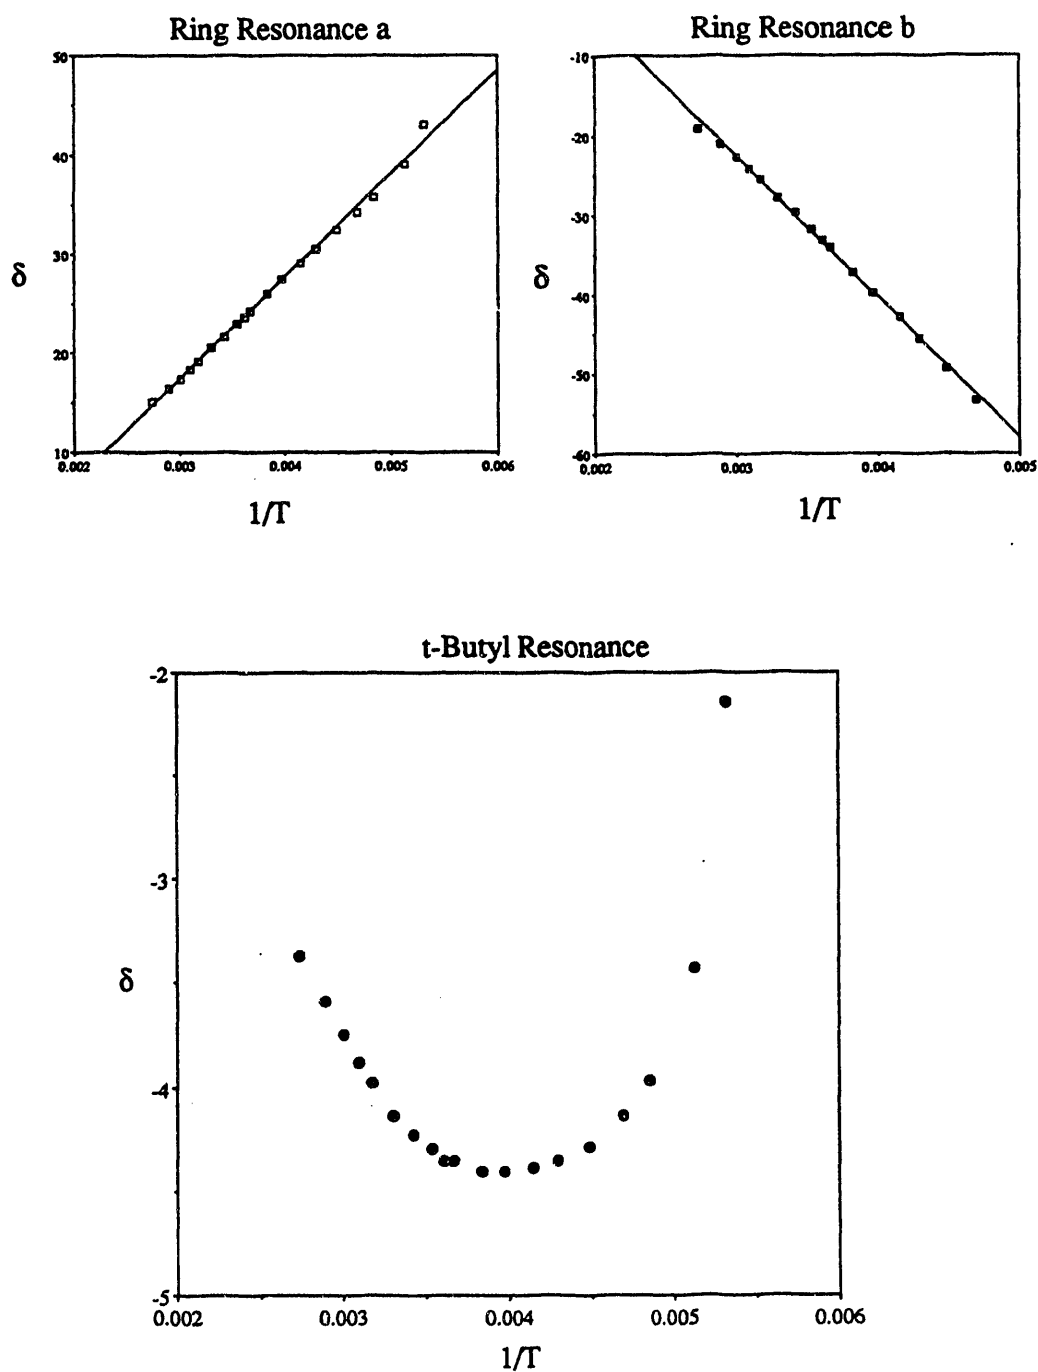 Ring Resonance a
50
40
30
20
10
δ
0.002 0.003 0.004 0.005 0.006
1/T
Ring Resonance b
-10
-20
-30
-40
-50
-60
δ
0.002 0.003 0.004 0.005
1/T
t-Butyl Resonance
-2
-3
-4
-5
δ
0.002 0.003 0.004 0.005 0.006
1/T